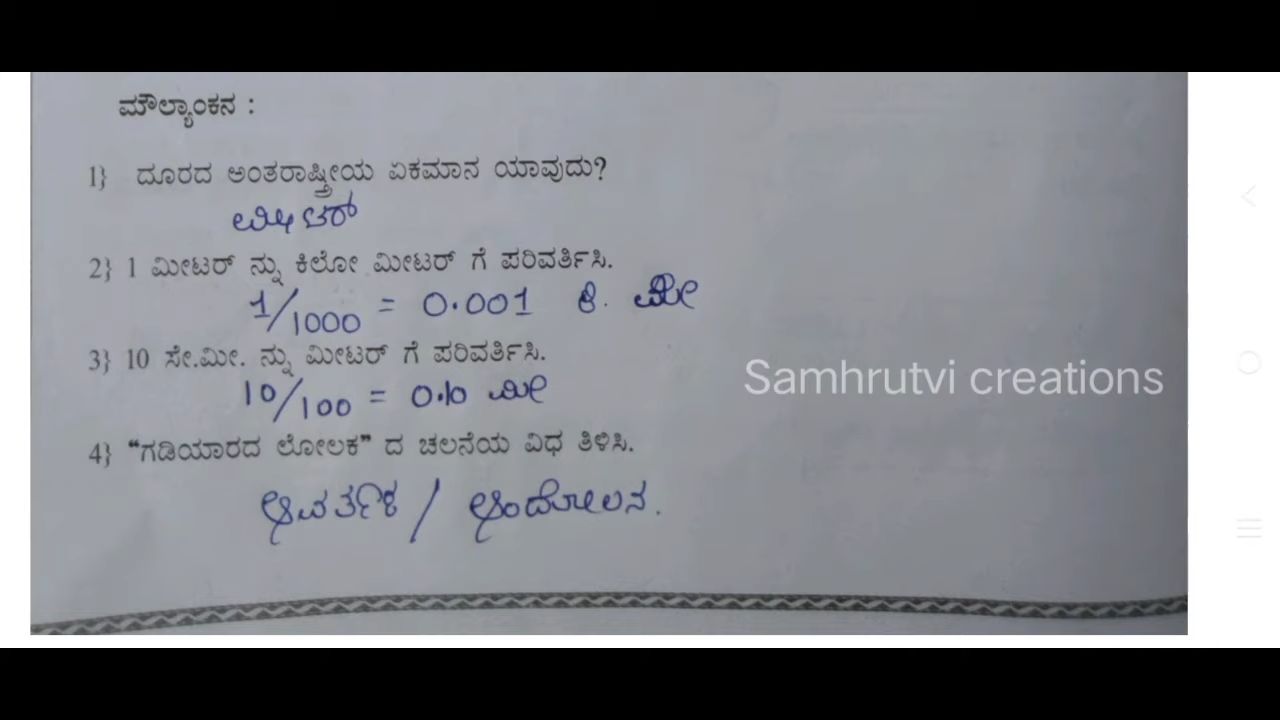 ಮೌಲ್ಯಾಂಕನ :
1} ದೂರದ ಅಂತರಾಷ್ಟ್ರೀಯ ಏಕಮಾನ ಯಾವುದು?
ಮೀಟರ್
2} 1 ಮೀಟರ್ ನ್ನು ಕಿಲೋ ಮೀಟರ್ ಗೆ ಪರಿವರ್ತಿಸಿ.
1/1000 = 0.001 ಕಿ. ಮೀ
3} 10 ಸೇ.ಮೀ. ನ್ನು ಮೀಟರ್ ಗೆ ಪರಿವರ್ತಿಸಿ.
10/100 = 0.10 ಮೀ
Samhrutvi creations
4} “ಗಡಿಯಾರದ ಲೋಲಕ” ದ ಚಲನೆಯ ವಿಧ ತಿಳಿಸಿ.
ಆವರ್ತಕ / ಆಂದೋಲನ.